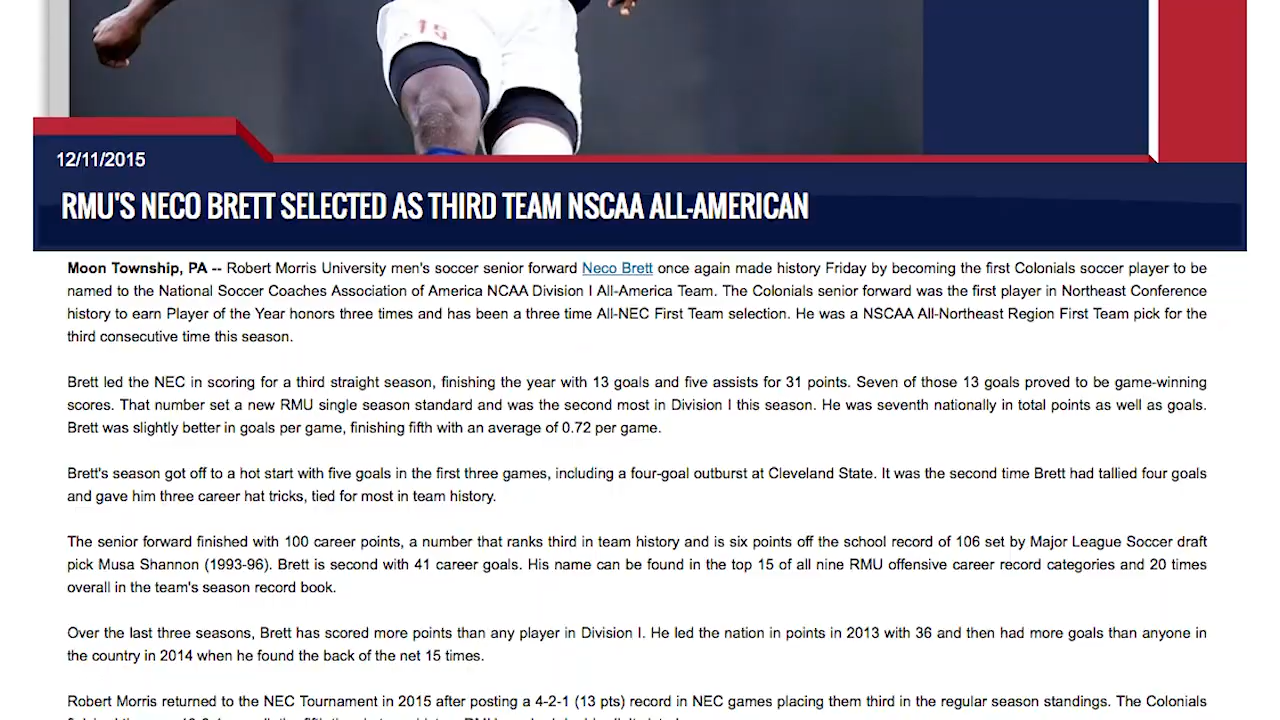 15
12/11/2015
RMU'S NECO BRETT SELECTED AS THIRD TEAM NSCAA ALL-AMERICAN
Moon Township, PA -- Robert Morris University men's soccer senior forward Neco Brett once again made history Friday by becoming the first Colonials soccer player to be
named to the National Soccer Coaches Association of America NCAA Division I All-America Team. The Colonials senior forward was the first player in Northeast Conference
history to earn Player of the Year honors three times and has been a three time All-NEC First Team selection. He was a NSCAA All-Northeast Region First Team pick for the
third consecutive time this season.
Brett led the NEC in scoring for a third straight season, finishing the year with 13 goals and five assists for 31 points. Seven of those 13 goals proved to be game-winning
scores. That number set a new RMU single season standard and was the second most in Division I this season. He was seventh nationally in total points as well as goals.
Brett was slightly better in goals per game, finishing fifth with an average of 0.72 per game.
Brett's season got off to a hot start with five goals in the first three games, including a four-goal outburst at Cleveland State. It was the second time Brett had tallied four goals
and gave him three career hat tricks, tied for most in team history.
The senior forward finished with 100 career points, a number that ranks third in team history and is six points off the school record of 106 set by Major League Soccer draft
pick Musa Shannon (1993-96). Brett is second with 41 career goals. His name can be found in the top 15 of all nine RMU offensive career record categories and 20 times
overall in the team's season record book.
Over the last three seasons, Brett has scored more points than any player in Division I. He led the nation in points in 2013 with 36 and then had more goals than anyone in
the country in 2014 when he found the back of the net 15 times.
Robert Morris returned to the NEC Tournament in 2015 after posting a 4-2-1 (13 pts) record in NEC games placing them third in the regular season standings. The Colonials